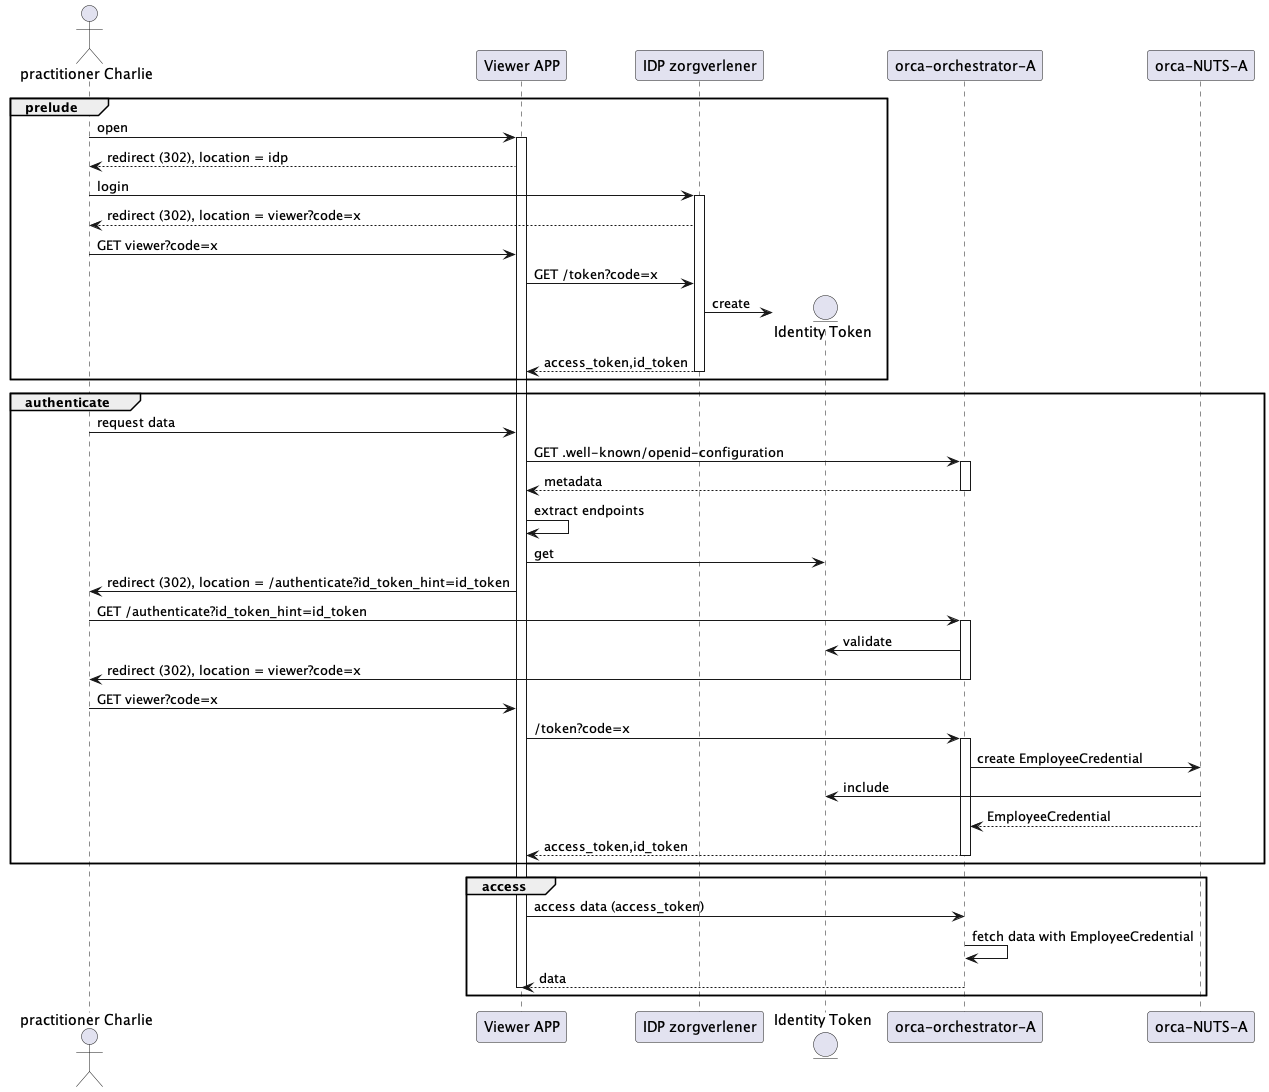 practitioner Charlie
Viewer APP
IDP zorgverlener
orca-orchestrator-A
orca-NUTS-A
prelude
open
redirect (302), location = idp
login
redirect (302), location = viewer?code=x
GET viewer?code=x
GET /token?code=x
create
Identity Token
access_token,id_token
authenticate
request data
GET .well-known/openid-configuration
metadata
extract endpoints
get
redirect (302), location = /authenticate?id_token_hint=id_token
GET /authenticate?id_token_hint=id_token
validate
redirect (302), location = viewer?code=x
GET viewer?code=x
/token?code=x
create EmployeeCredential
include
EmployeeCredential
access_token,id_token
access
access data (access_token)
fetch data with EmployeeCredential
data
practitioner Charlie
Viewer APP
IDP zorgverlener
Identity Token
orca-orchestrator-A
orca-NUTS-A